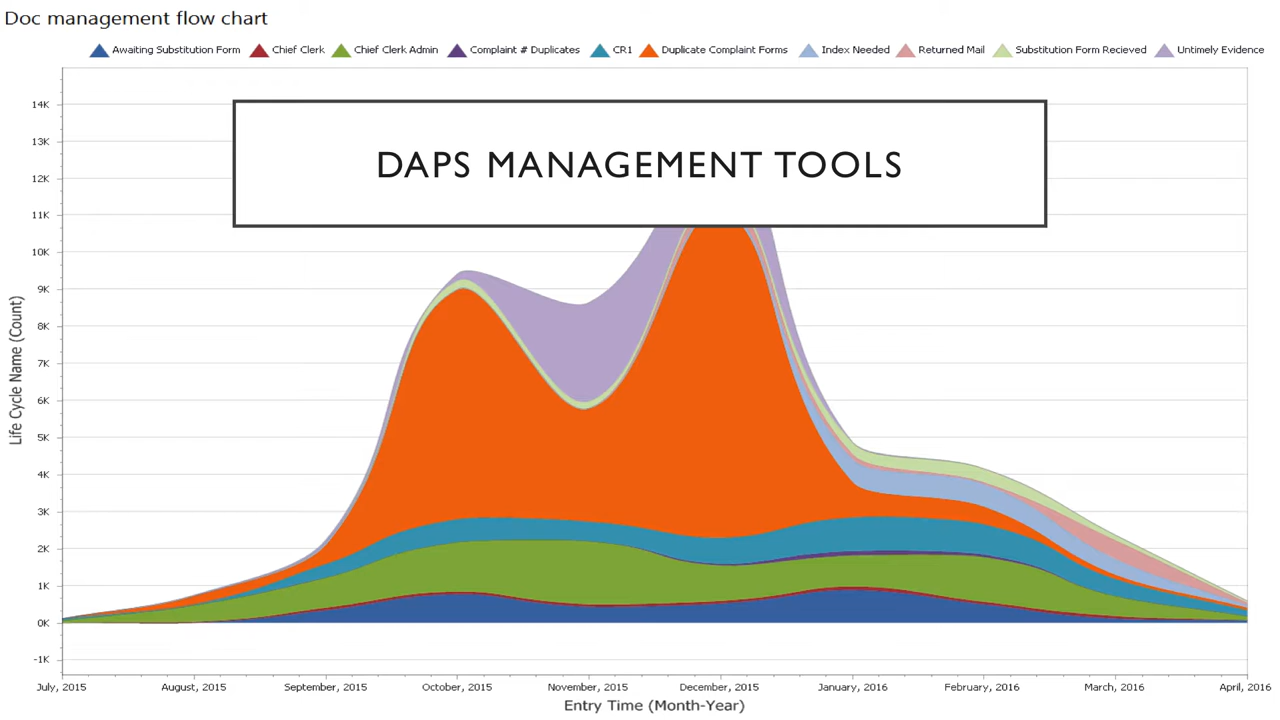 Doc management flow chart
Awaiting Substitution Form Chief Clerk Chief Clerk Admin Complaint # Duplicates CR1 Duplicate Complaint Forms Index Needed Returned Mail Substitution Form Recieved Untimely Evidence
DAPS MANAGEMENT TOOLS
Life Cycle Name (Count)
14K
13K
12K
11K
10K
9K
8K
7K
6K
5K
4K
3K
2K
1K
0K
-1K
July, 2015 August, 2015 September, 2015 October, 2015 November, 2015 December, 2015 January, 2016 February, 2016 March, 2016 April, 2016
Entry Time (Month-Year)